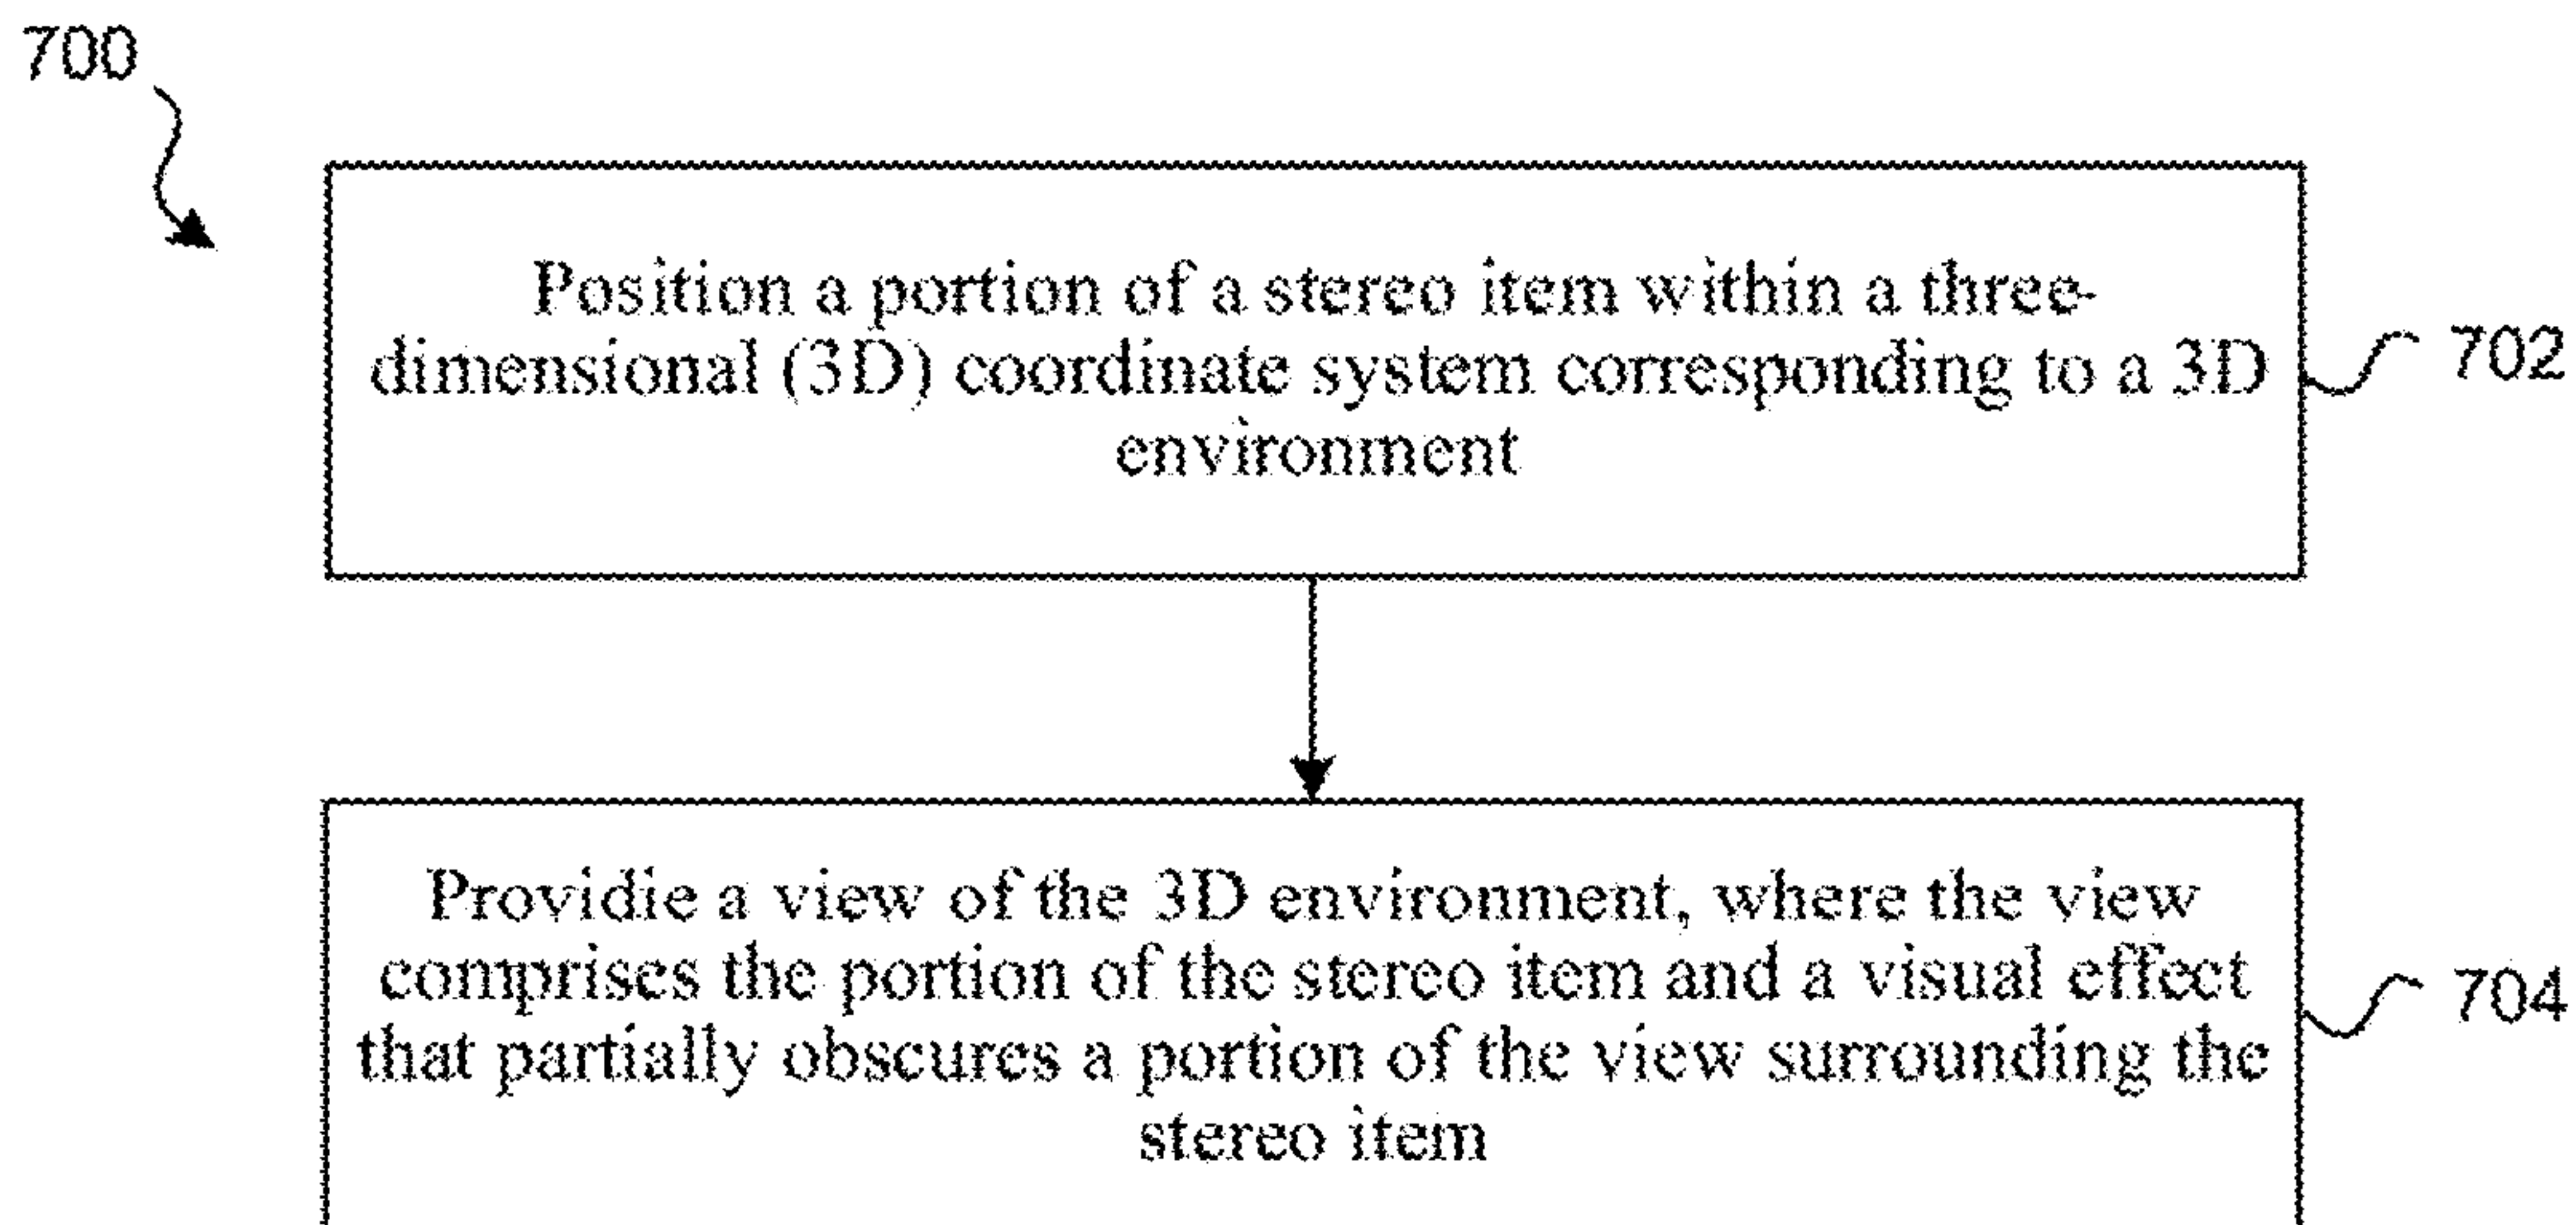 700
Position a portion of a stereo item within a three-
dimensional (3D) coordinate system corresponding to a 3D
environment
702
Providie a view of the 3D environment, where the view
comprises the portion of the stereo item and a visual effect
that partially obscures a portion of the view surrounding the
stereo item
704